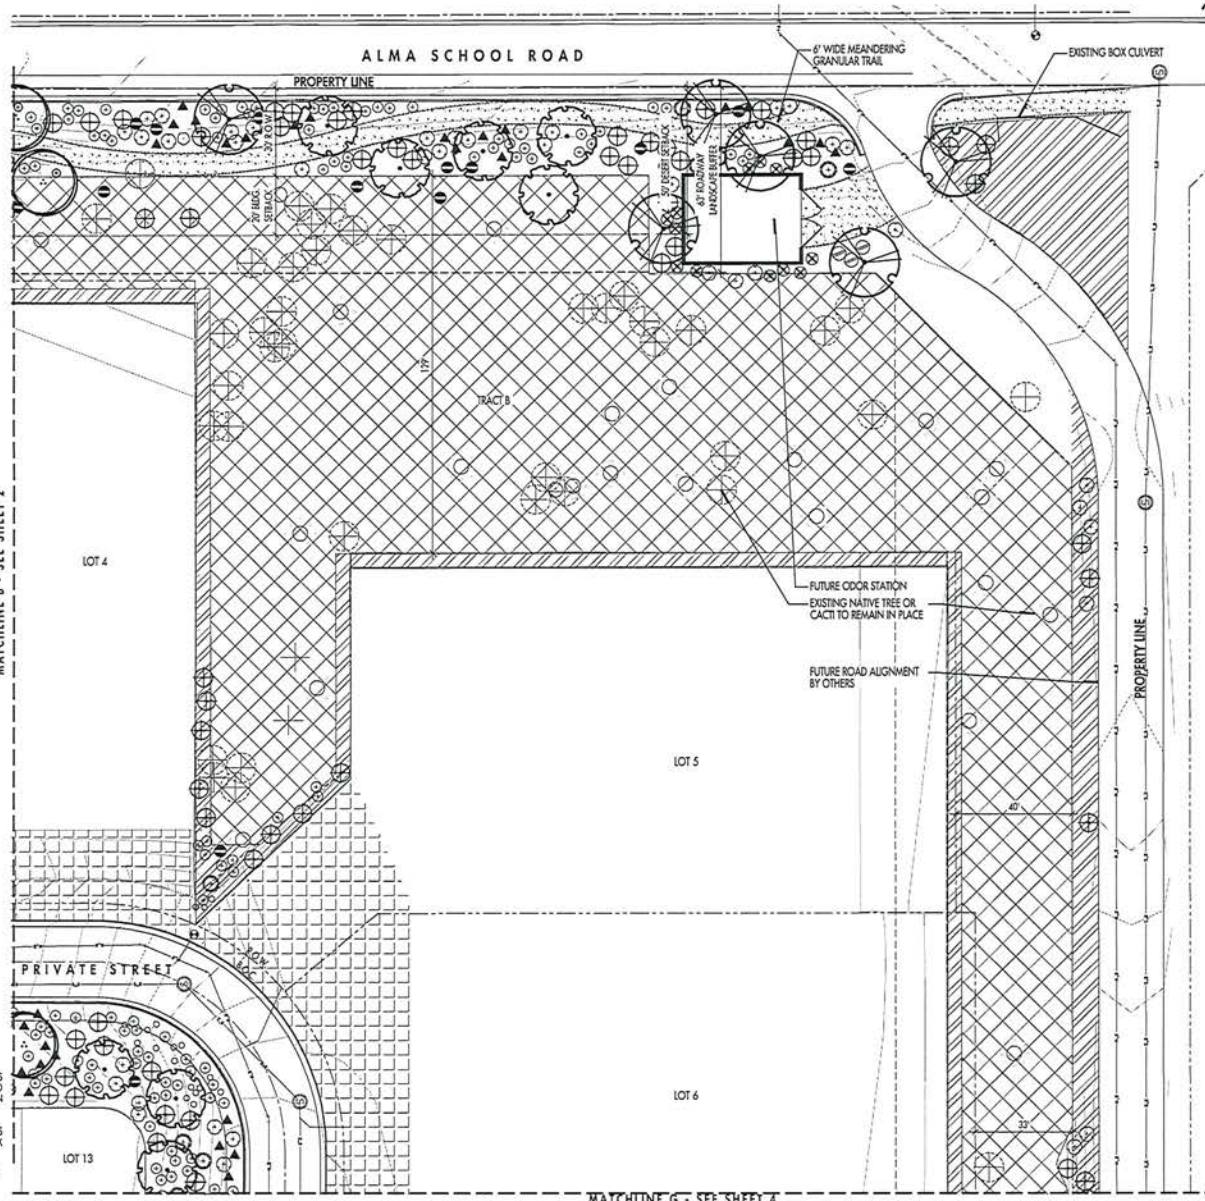 ALMA SCHOOL ROAD
PROPERTY LINE
6' WIDE MEANDERING
GRANULAR TRAIL
EXISTING BOX CULVERT
30' R.O.W.
20' BLDG.
SETBACK
50' DESERT SETBACK
63' ROADWAY
LANDSCAPE BUFFER
129'
TRACT B
LOT 4
FUTURE ODOR STATION
EXISTING NATIVE TREE OR
CACTI TO REMAIN IN PLACE
FUTURE ROAD ALIGNMENT
BY OTHERS
PROPERTY LINE
LOT 5
40'
R.O.W.
B.O.C.
PRIVATE STREET
LOT 6
33'
LOT 13
MATCHLINE G - SEE SHEET 4